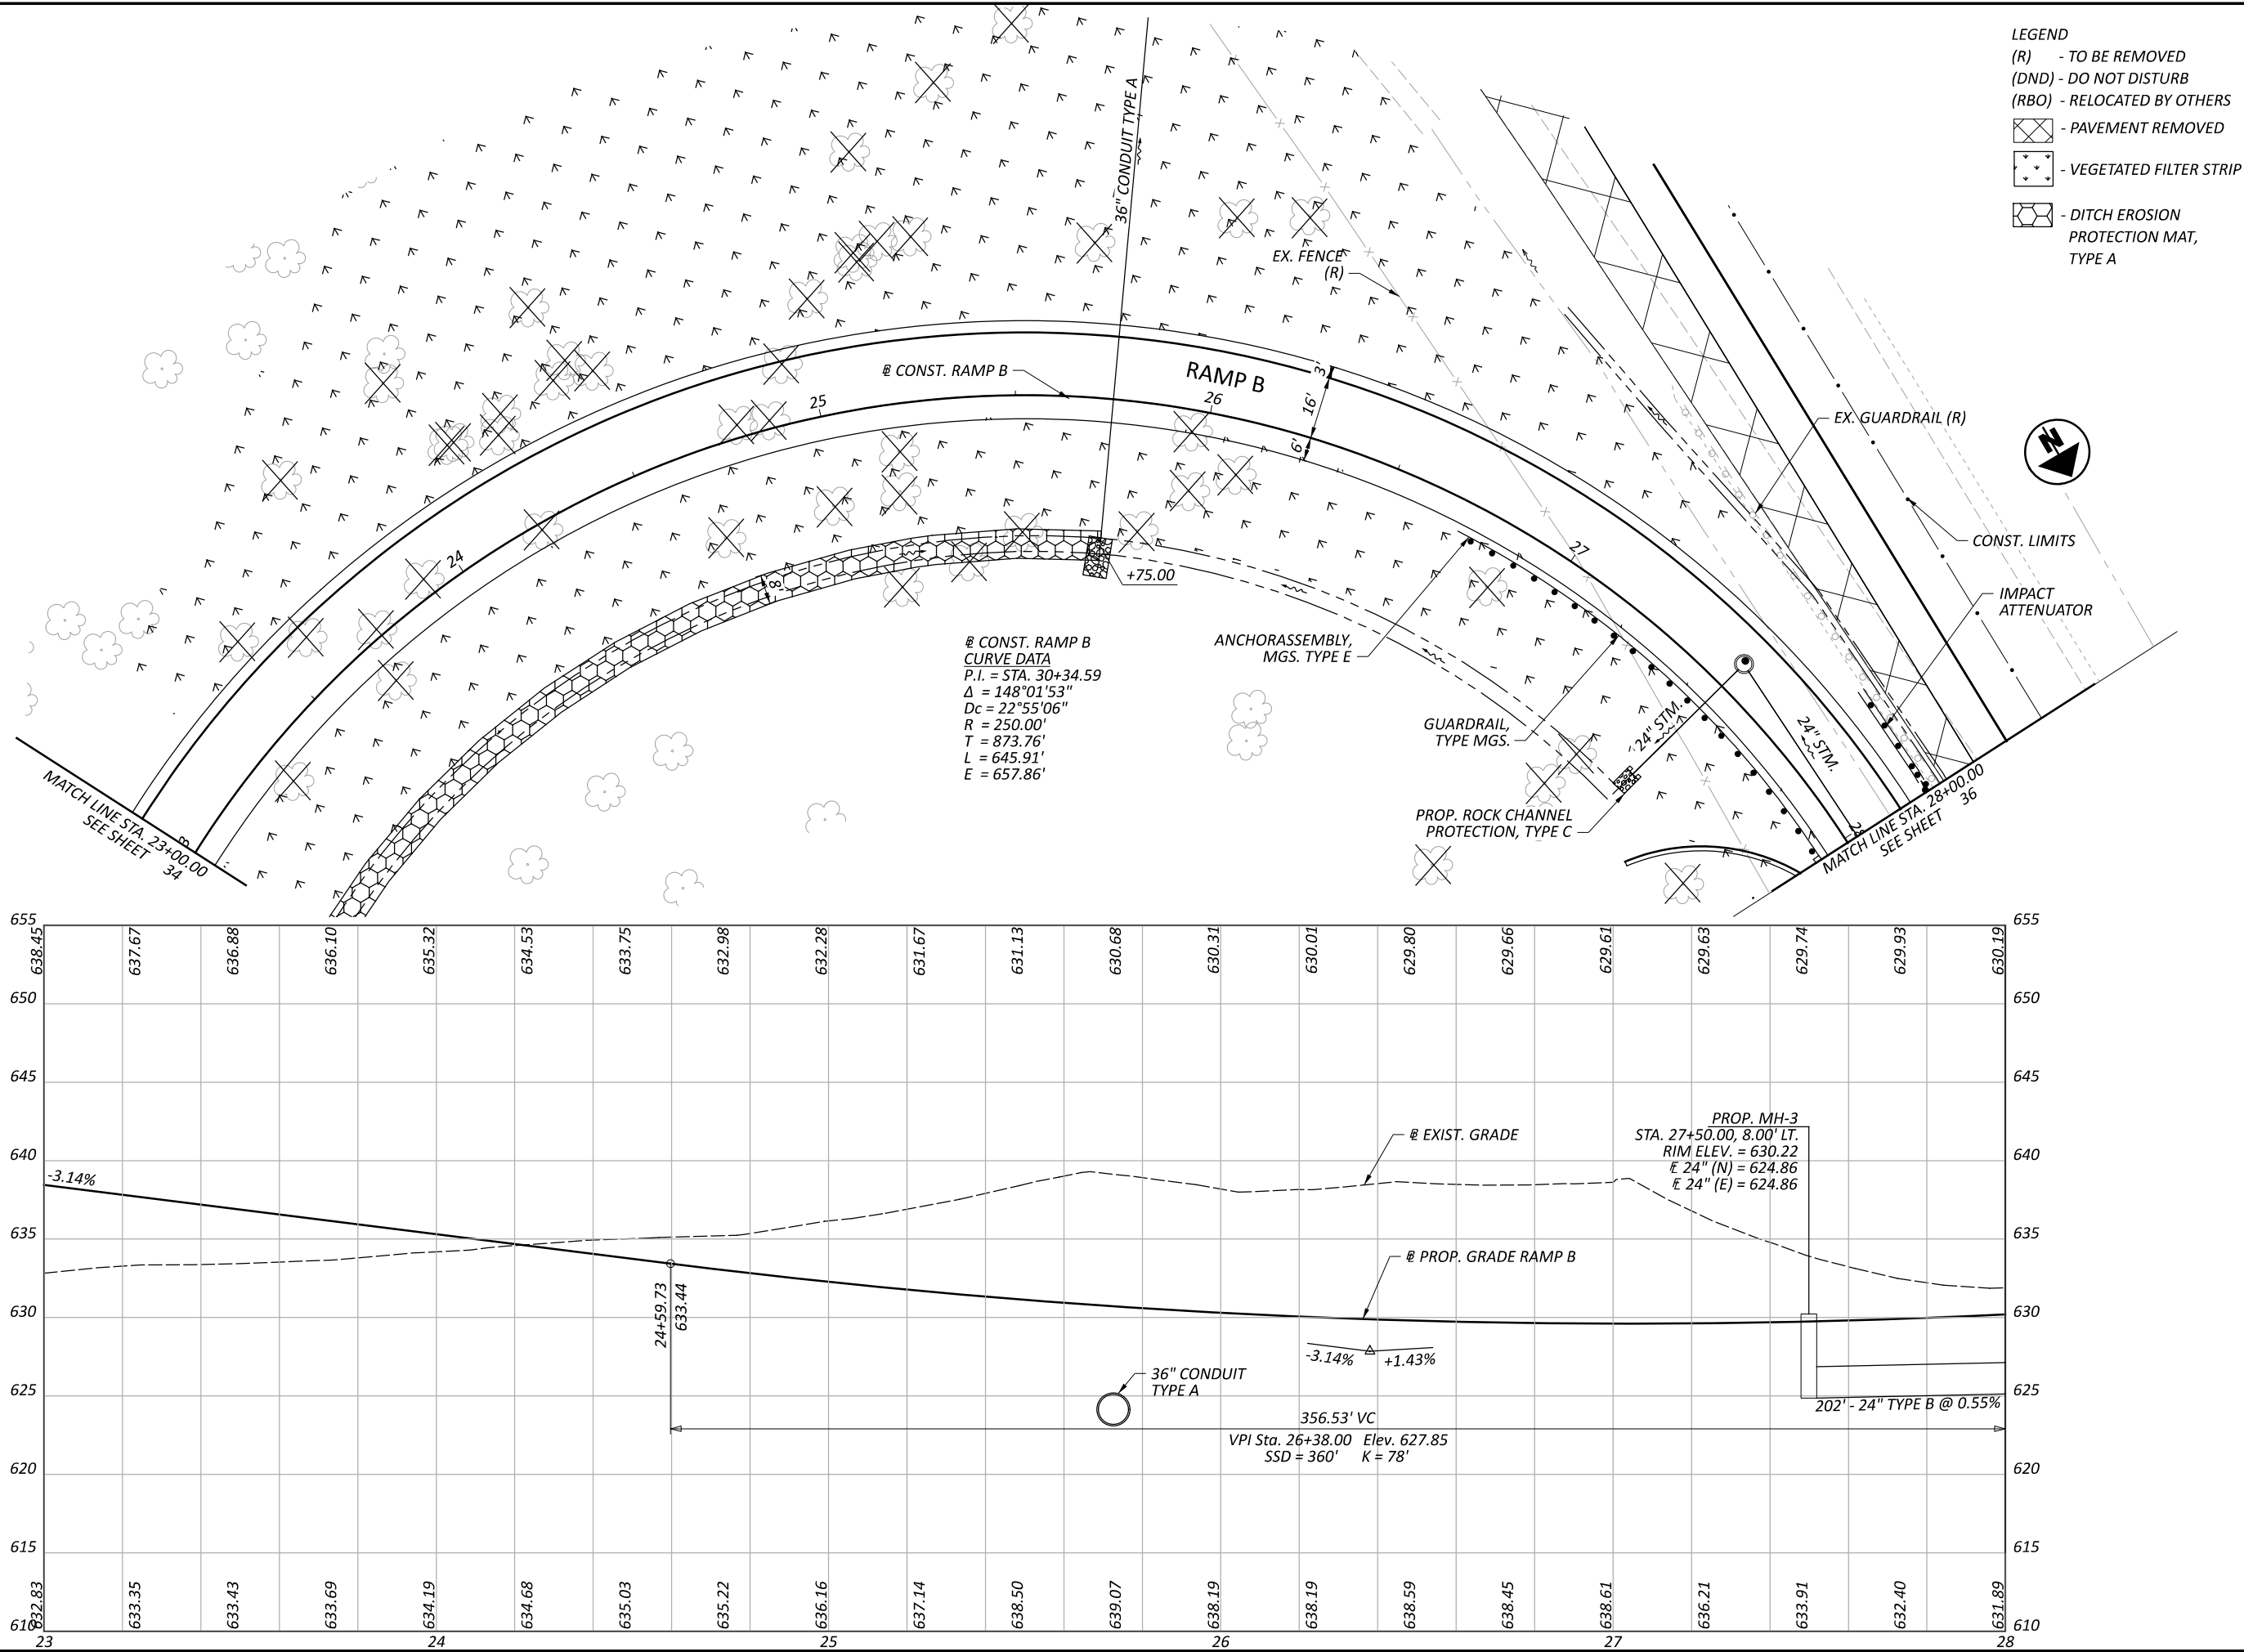 LEGEND
(R) - TO BE REMOVED
(DND) - DO NOT DISTURB
(RBO) - RELOCATED BY OTHERS
- PAVEMENT REMOVED
- VEGETATED FILTER STRIP
- DITCH EROSION
PROTECTION MAT,
TYPE A
36" CONDUIT TYPE A
EX. FENCE
(R)
℄ CONST. RAMP B
RAMP B
3'
16'
6'
24
25
26
27
EX. GUARDRAIL (R)
N
CONST. LIMITS
IMPACT
ATTENUATOR
8'
+75.00
ANCHORASSEMBLY,
MGS. TYPE E
GUARDRAIL,
TYPE MGS.
24" STM.
24" STM.
PROP. ROCK CHANNEL
PROTECTION, TYPE C
℄ CONST. RAMP B
CURVE DATA
P.I. = STA. 30+34.59
Δ = 148°01'53"
Dc = 22°55'06"
R = 250.00'
T = 873.76'
L = 645.91'
E = 657.86'
MATCH LINE STA. 23+00.00
SEE SHEET
34
MATCH LINE STA. 28+00.00
SEE SHEET
36
655 655
638.45 637.67 636.88 636.10 635.32 634.53 633.75 632.98 632.28 631.67 631.13 630.68 630.31 630.01 629.80 629.66 629.61 629.63 629.74 629.93 630.19
650 650
645 645
640 640
635 635
630 630
625 625
620 620
615 615
610 610
-3.14%
℄ EXIST. GRADE
PROP. MH-3
STA. 27+50.00, 8.00' LT.
RIM ELEV. = 630.22
℄ 24" (N) = 624.86
℄ 24" (E) = 624.86
℄ PROP. GRADE RAMP B
24+59.73
633.44
-3.14% +1.43%
36" CONDUIT
TYPE A
202' - 24" TYPE B @ 0.55%
356.53' VC
VPI Sta. 26+38.00 Elev. 627.85
SSD = 360' K = 78'
632.83 633.35 633.43 633.69 634.19 634.68 635.03 635.22 636.16 637.14 638.50 639.07 638.19 638.19 638.59 638.45 638.61 636.21 633.91 632.40 631.89
23 24 25 26 27 28